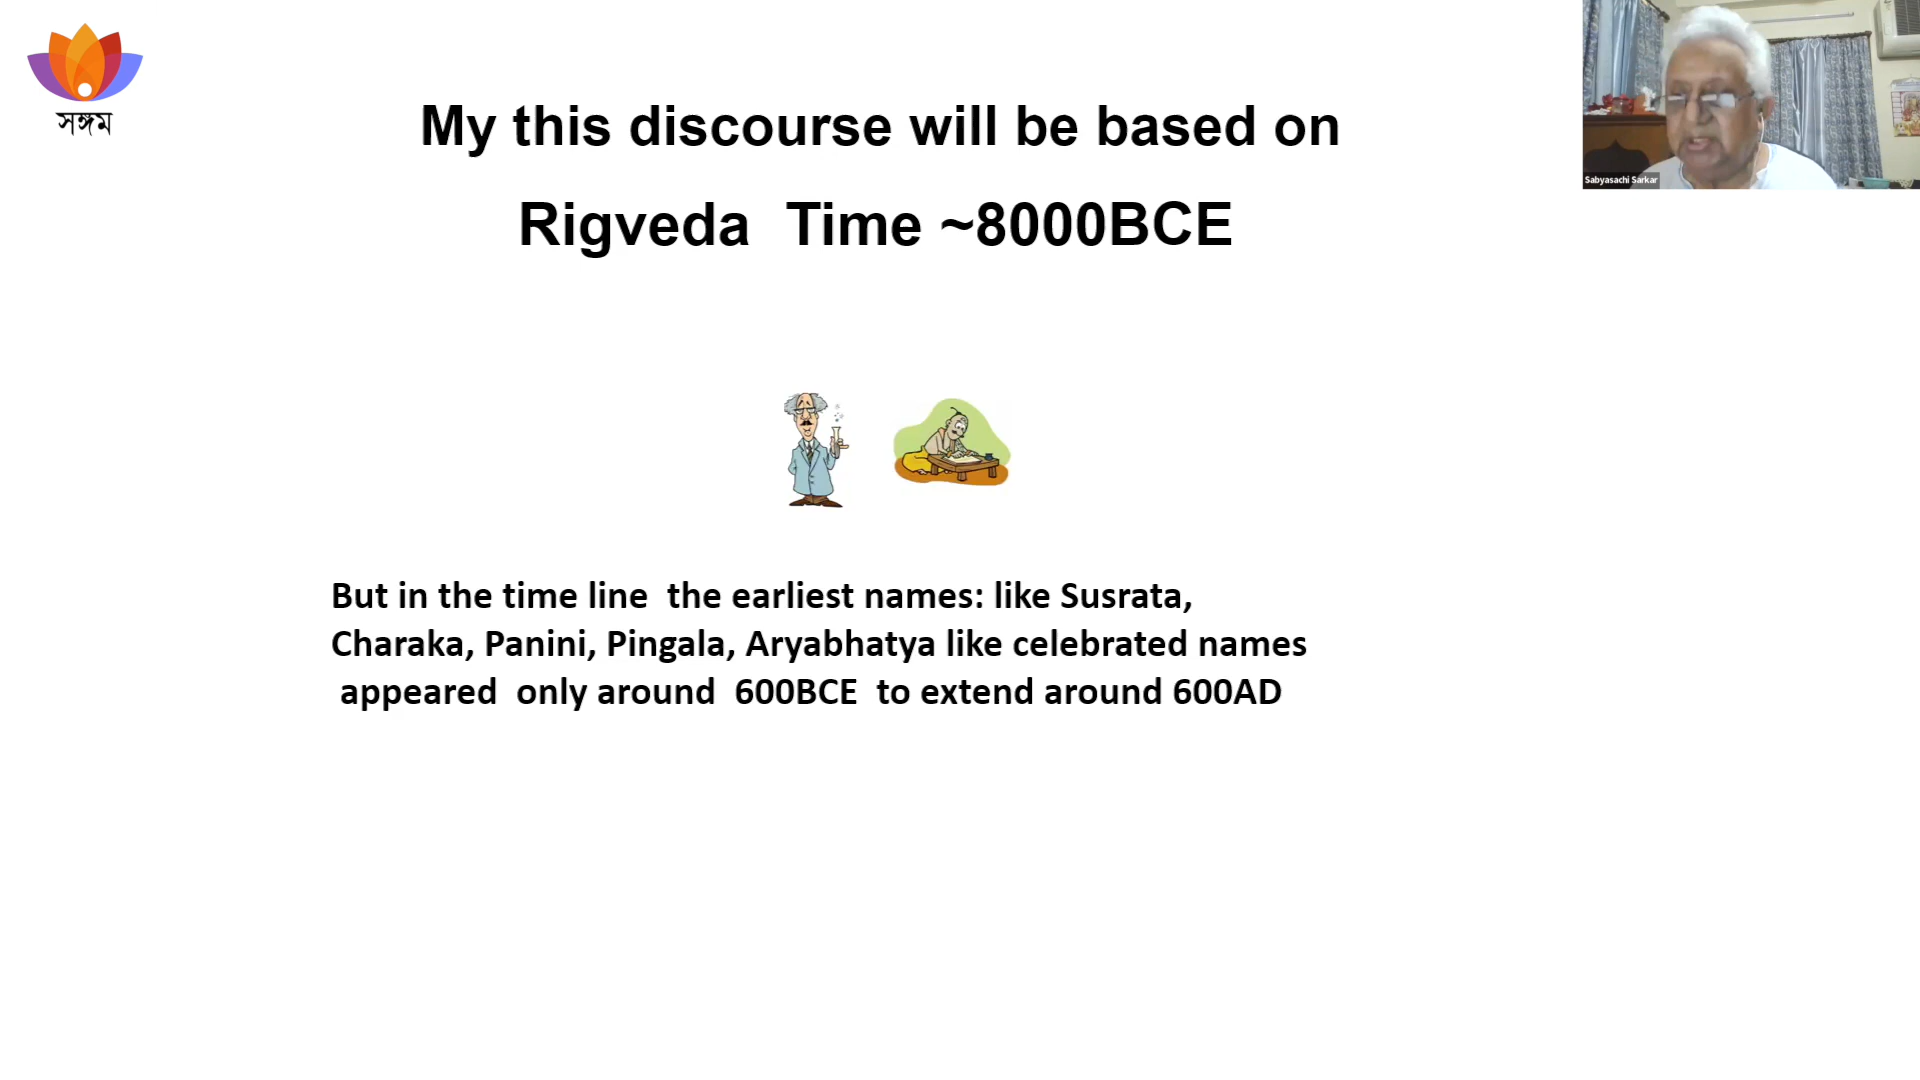 সঙ্গম
My this discourse will be based on
Rigveda Time ~8000BCE
Sabyasachi Sarkar
But in the time line the earliest names: like Susrata,
Charaka, Panini, Pingala, Aryabhatya like celebrated names
appeared only around 600BCE to extend around 600AD